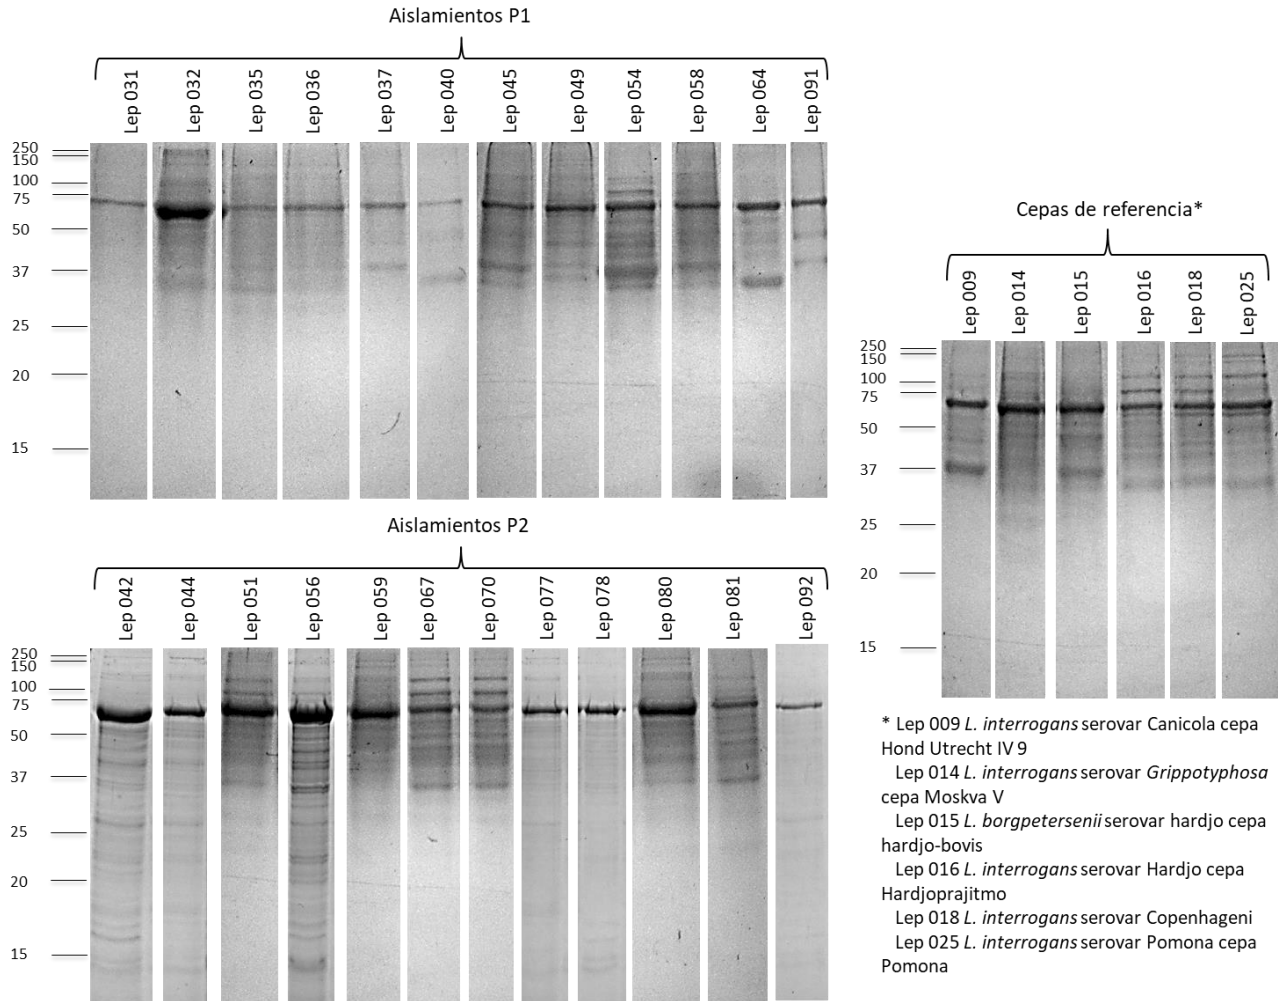 Aislamientos P1
Lep 031 Lep 032 Lep 035 Lep 036 Lep 037 Lep 040 Lep 045 Lep 049 Lep 054 Lep 058 Lep 064 Lep 091
250
150
100
75
50
37
25
20
15
Aislamientos P2
Lep 042 Lep 044 Lep 051 Lep 056 Lep 059 Lep 067 Lep 070 Lep 077 Lep 078 Lep 080 Lep 081 Lep 092
250
150
100
75
50
37
25
20
15
Cepas de referencia*
Lep 009 Lep 014 Lep 015 Lep 016 Lep 018 Lep 025
250
150
100
75
50
37
25
20
15
* Lep 009 L. interrogans serovar Canicola cepa
Hond Utrecht IV 9
Lep 014 L. interrogans serovar Grippotyphosa
cepa Moskva V
Lep 015 L. borgpetersenii serovar hardjo cepa
hardjo-bovis
Lep 016 L. interrogans serovar Hardjo cepa
Hardjoprajitmo
Lep 018 L. interrogans serovar Copenhageni
Lep 025 L. interrogans serovar Pomona cepa
Pomona